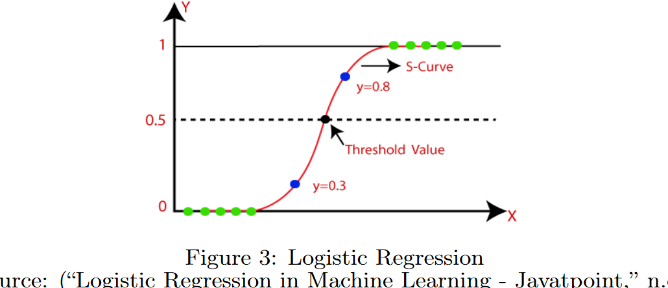 Y
1
S-Curve
y=0.8
0.5
Threshold Value
y=0.3
0
X
Figure 3: Logistic Regression
urce: (“Logistic Regression in Machine Learning - Javatpoint,” n.